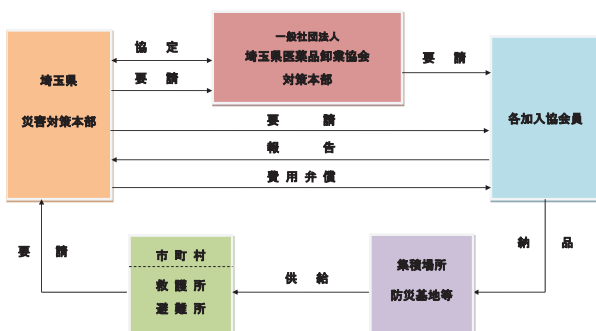 一般社団法人
埼玉県医薬品卸業協会
対策本部
埼玉県
災害対策本部
協定
要請
要請
各加入協会員
要請
報告
費用弁償
要請
市町村
救護所
避難所
供給
集積場所
防災基地等
納品